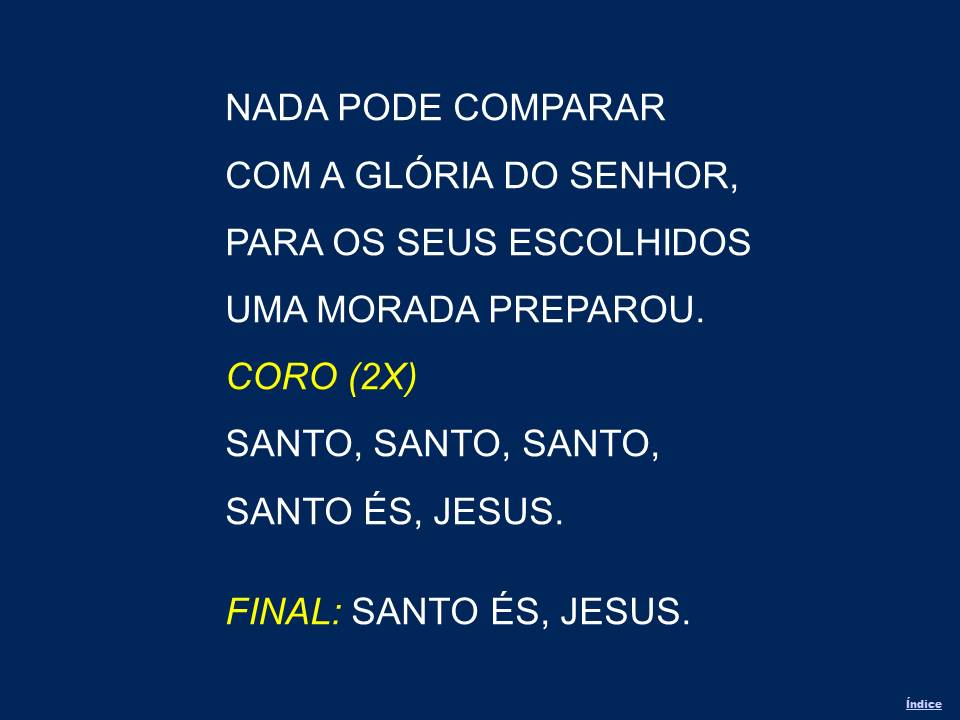 NADA PODE COMPARAR
COM A GLÓRIA DO SENHOR,
PARA OS SEUS ESCOLHIDOS
UMA MORADA PREPAROU.
CORO (2X)
SANTO, SANTO, SANTO,
SANTO ÉS, JESUS.
FINAL: SANTO ÉS, JESUS.
Índice